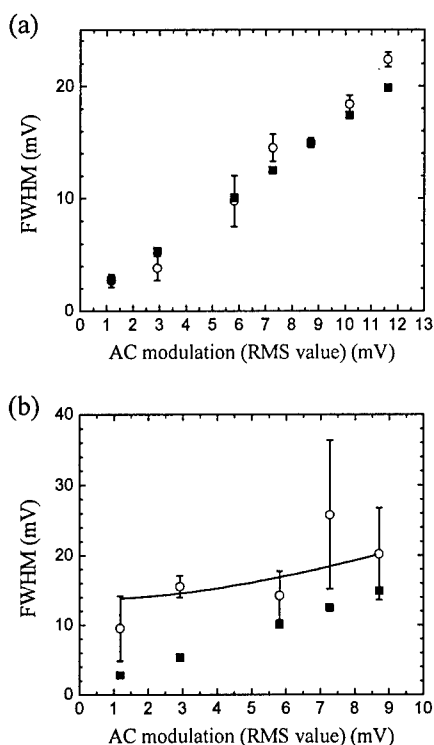 (a)
20
10
0
FWHM (mV)
0 1 2 3 4 5 6 7 8 9 10 11 12 13
AC modulation (RMS value) (mV)
(b)
40
30
20
10
0
FWHM (mV)
0 1 2 3 4 5 6 7 8 9 10
AC modulation (RMS value) (mV)